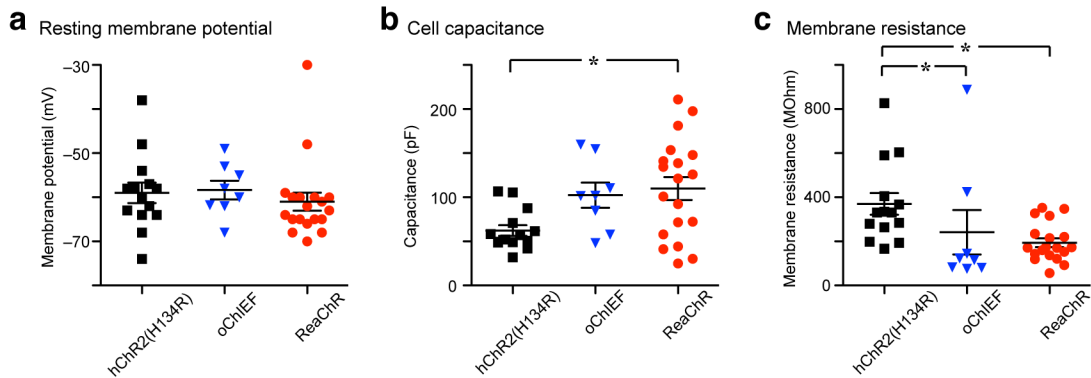 a Resting membrane potential
Membrane potential (mV)
–30
–50
–70
hChR2(H134R)
oChIEF
ReaChR
b Cell capacitance
Capacitance (pF)
200
100
0
*
hChR2(H134R)
oChIEF
ReaChR
c Membrane resistance
Membrane resistance (MOhm)
800
400
0
*
*
hChR2(H134R)
oChIEF
ReaChR